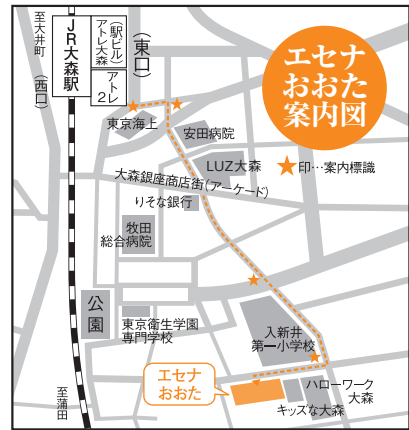 至大井町
(西口)
JR大森駅
(駅ビル)
アトレ大森
アトレ
2
(東口)
エセナ
おおた
案内図
東京海上
安田病院
LUZ大森
★印…案内標識
大森銀座商店街(アーケード)
りそな銀行
牧田
総合病院
公園
東京衛生学園
専門学校
入新井
第一小学校
至蒲田
エセナ
おおた
ハローワーク
大森
キッズな大森